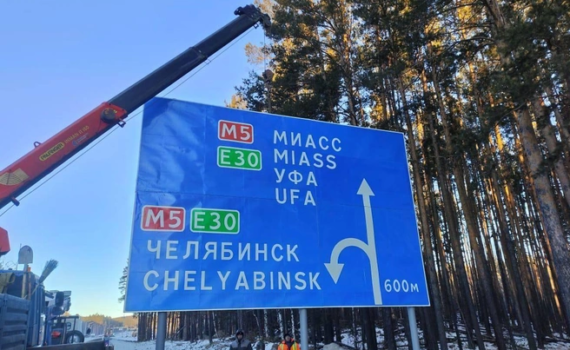 M5
МИАСС
E30
MIASS
УФА
UFA
M5 E30
ЧЕЛЯБИНСК
CHELYABINSK
600м